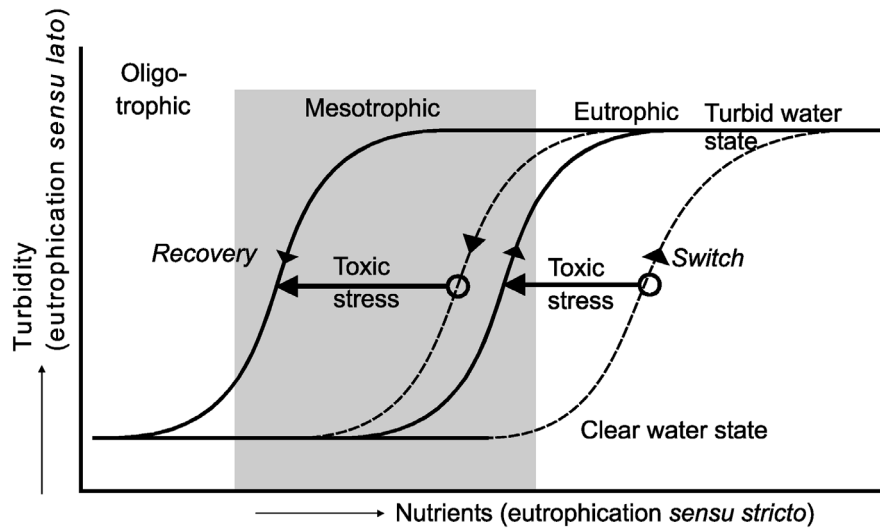 Oligo-
trophic
Mesotrophic
Eutrophic
Turbid water
state
Recovery
Toxic
stress
Toxic
stress
Switch
Clear water state
Turbidity
(eutrophication sensu lato)
Nutrients (eutrophication sensu stricto)